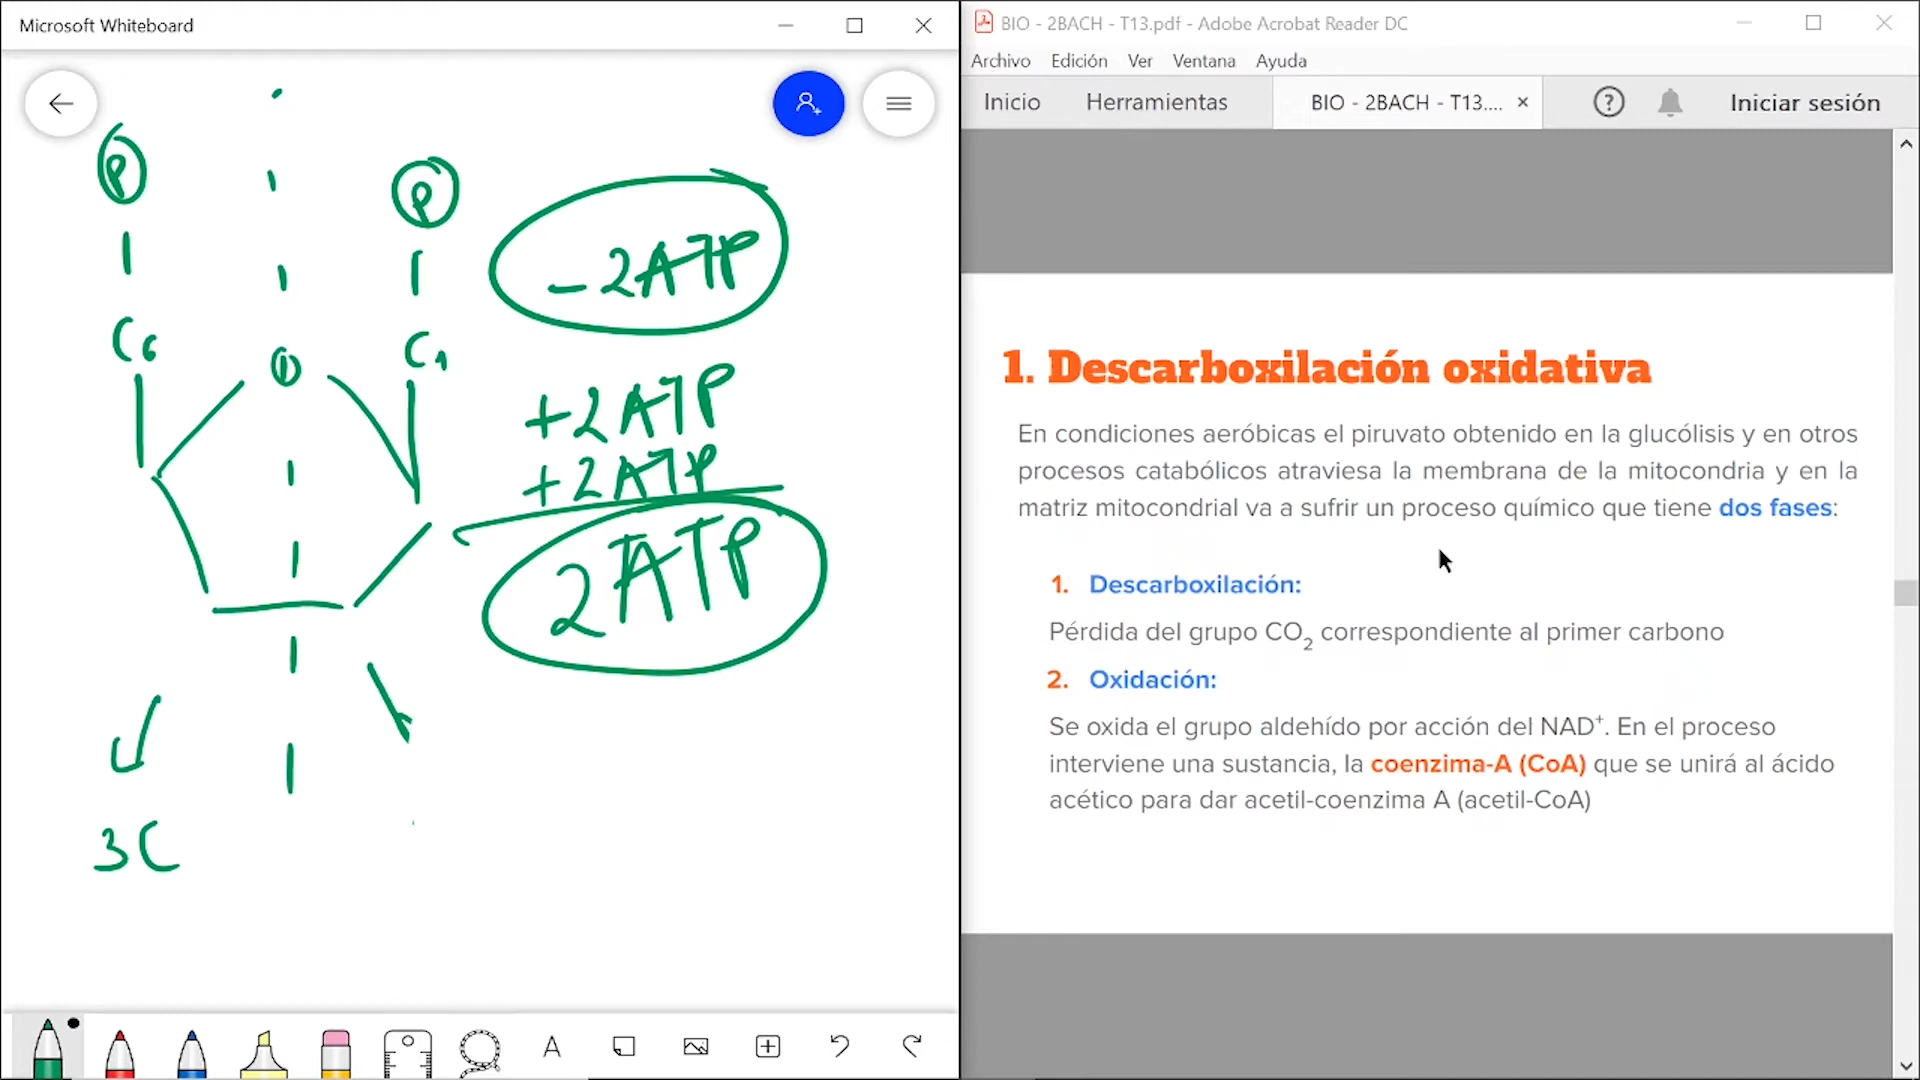 Microsoft Whiteboard
P
P
C6
O
C1
-2ATP
+2ATP
+2ATP
2ATP
3C
A
BIO - 2BACH - T13.pdf - Adobe Acrobat Reader DC
Archivo Edición Ver Ventana Ayuda
Inicio Herramientas BIO - 2BACH - T13.... × ? Iniciar sesión
1. Descarboxilación oxidativa
En condiciones aeróbicas el piruvato obtenido en la glucólisis y en otros
procesos catabólicos atraviesa la membrana de la mitocondria y en la
matriz mitocondrial va a sufrir un proceso químico que tiene dos fases:
1. Descarboxilación:
Pérdida del grupo CO₂ correspondiente al primer carbono
2. Oxidación:
Se oxida el grupo aldehído por acción del NAD⁺. En el proceso
interviene una sustancia, la coenzima-A (CoA) que se unirá al ácido
acético para dar acetil-coenzima A (acetil-CoA)